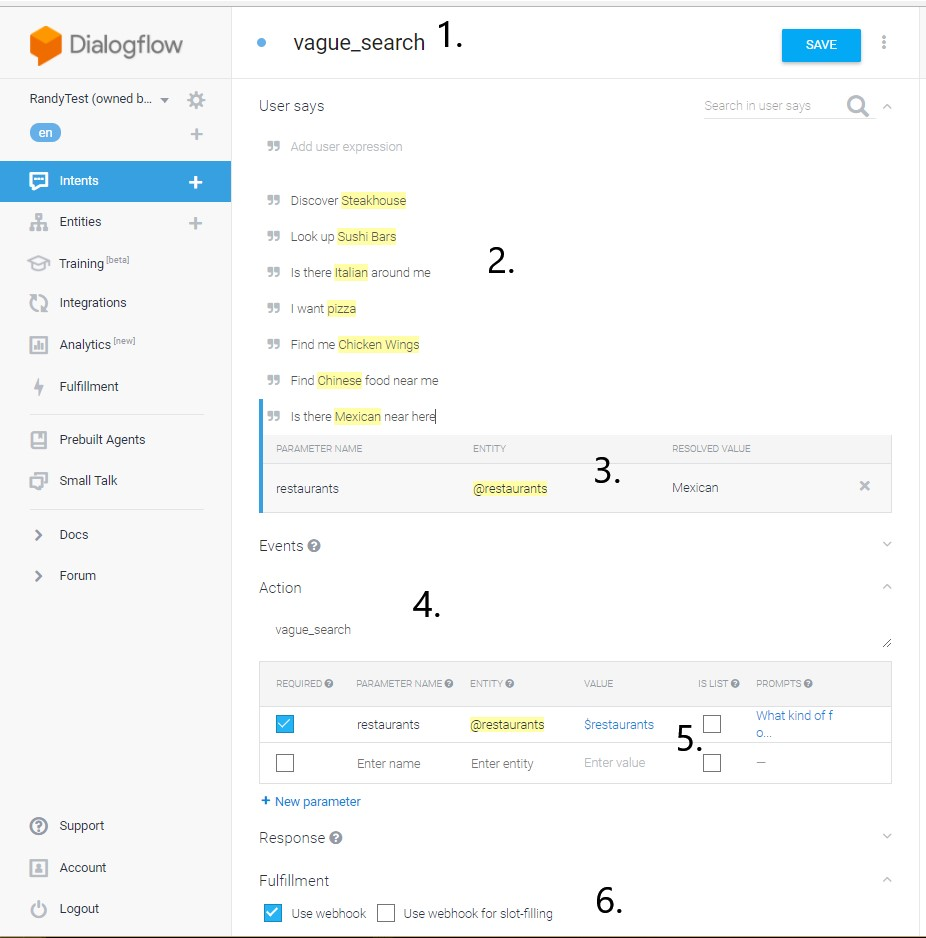 Dialogflow
RandyTest (owned b...
en
Intents
Entities
Training [beta]
Integrations
Analytics [new]
Fulfillment
Prebuilt Agents
Small Talk
Docs
Forum
Support
Account
Logout
vague_search 1.
SAVE
User says
Search in user says
Add user expression
Discover Steakhouse
Look up Sushi Bars
2.
Is there Italian around me
I want pizza
Find me Chicken Wings
Find Chinese food near me
Is there Mexican near here
PARAMETER NAME ENTITY RESOLVED VALUE
3.
restaurants @restaurants Mexican
Events
Action
4.
vague_search
REQUIRED PARAMETER NAME ENTITY VALUE IS LIST PROMPTS
restaurants @restaurants $restaurants What kind of f
o...
5.
Enter name Enter entity Enter value –
+ New parameter
Response
Fulfillment
6.
Use webhook Use webhook for slot-filling